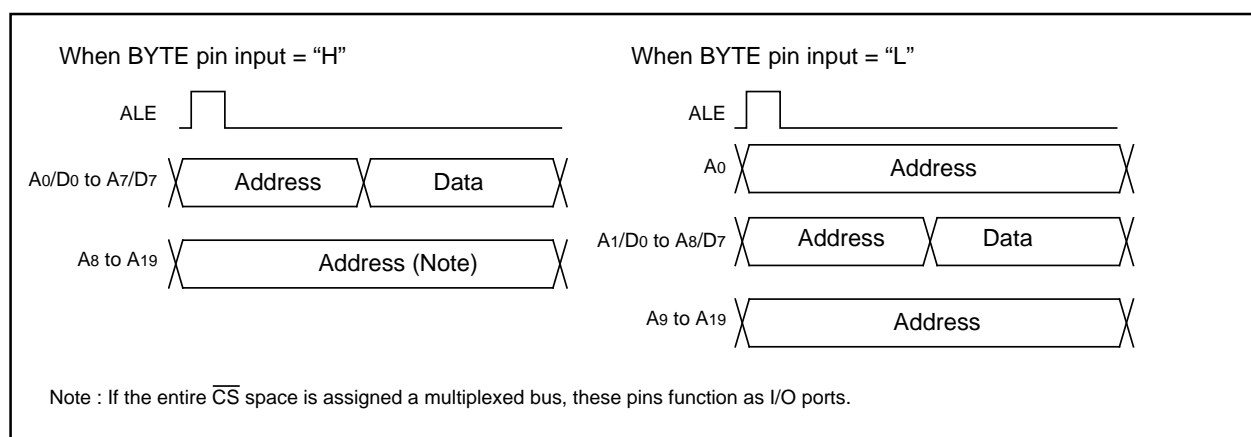 When BYTE pin input = “H”
ALE
A0/D0 to A7/D7
Address
Data
A8 to A19
Address (Note)
When BYTE pin input = “L”
ALE
A0
Address
A1/D0 to A8/D7
Address
Data
A9 to A19
Address
Note : If the entire C̅S̅ space is assigned a multiplexed bus, these pins function as I/O ports.